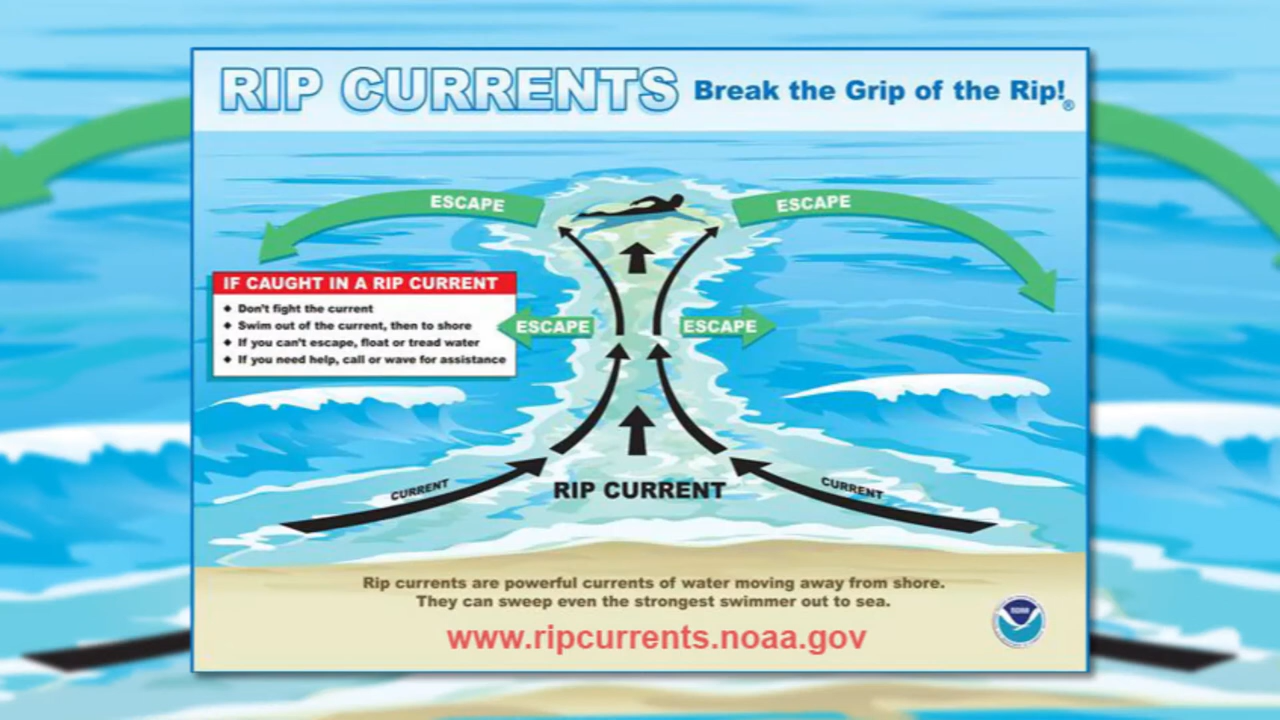 RIP CURRENTS Break the Grip of the Rip!®
ESCAPE
ESCAPE
IF CAUGHT IN A RIP CURRENT
◆ Don't fight the current
◆ Swim out of the current, then to shore
◆ If you can't escape, float or tread water
◆ If you need help, call or wave for assistance
ESCAPE
ESCAPE
CURRENT
RIP CURRENT
CURRENT
Rip currents are powerful currents of water moving away from shore.
They can sweep even the strongest swimmer out to sea.
www.ripcurrents.noaa.gov
NOAA